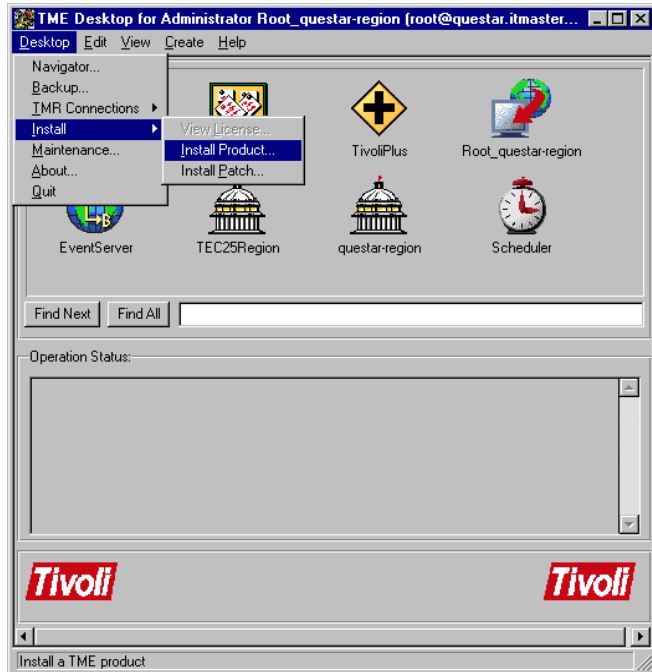 TME Desktop for Administrator Root_questar-region (root@questar.itmaster...
Desktop Edit View Create Help
Navigator...
Backup...
TMR Connections
Install
Maintenance...
About...
Quit
View License...
Install Product...
Install Patch...
TivoliPlus
Root_questar-region
EventServer
TEC25Region
questar-region
Scheduler
Find Next
Find All
Operation Status:
Tivoli
Tivoli
Install a TME product